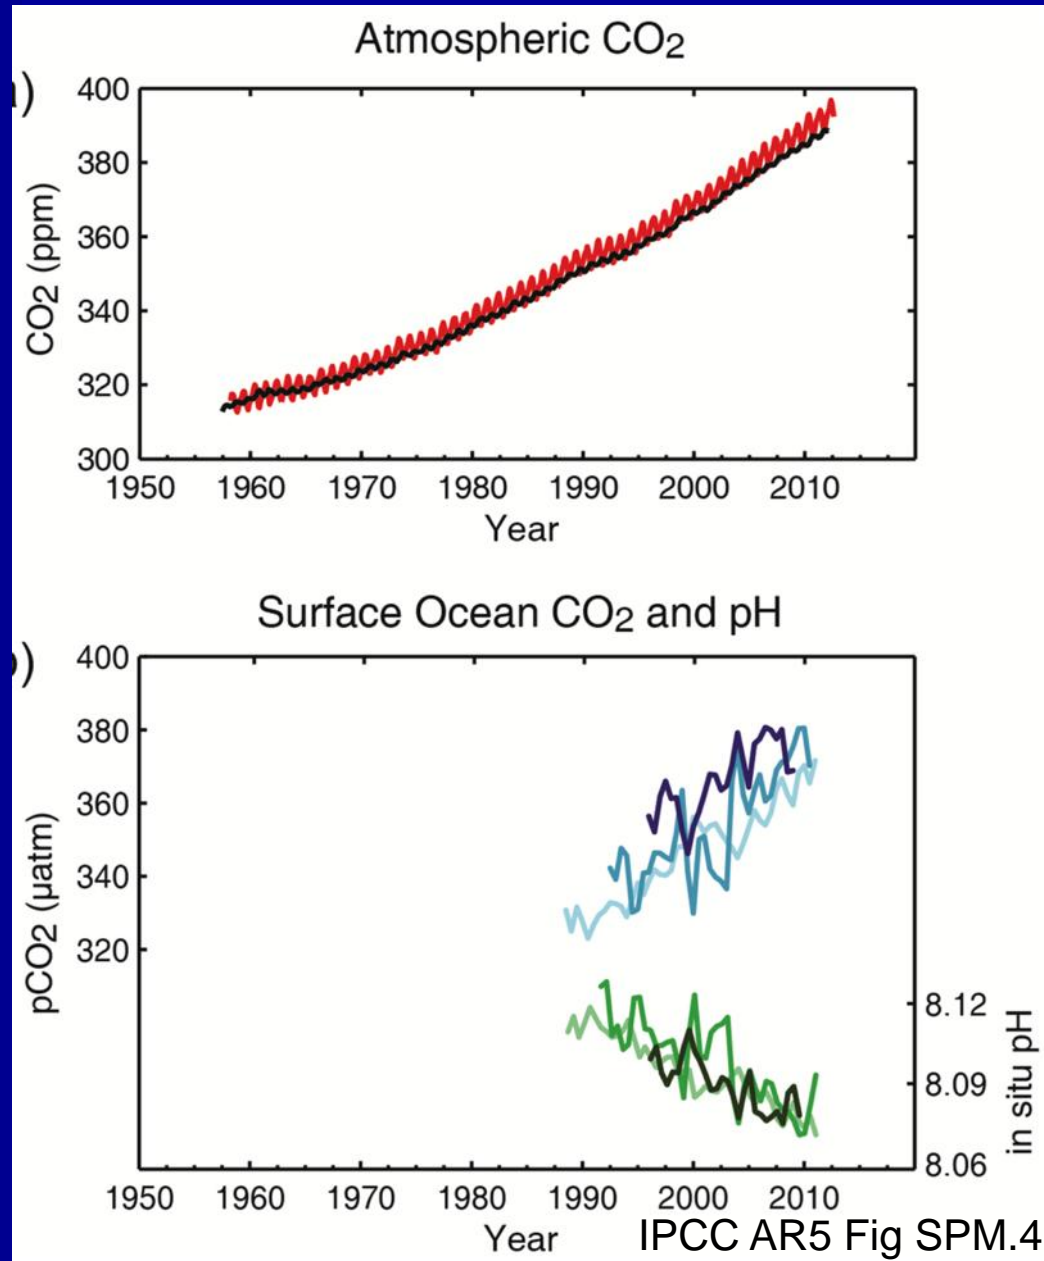 Atmospheric CO2
)
400
380
360
340
320
300
CO2 (ppm)
1950 1960 1970 1980 1990 2000 2010
Year
Surface Ocean CO2 and pH
)
400
380
360
340
320
pCO2 (µatm)
8.12
8.09
8.06
in situ pH
1950 1960 1970 1980 1990 2000 2010
Year
IPCC AR5 Fig SPM.4